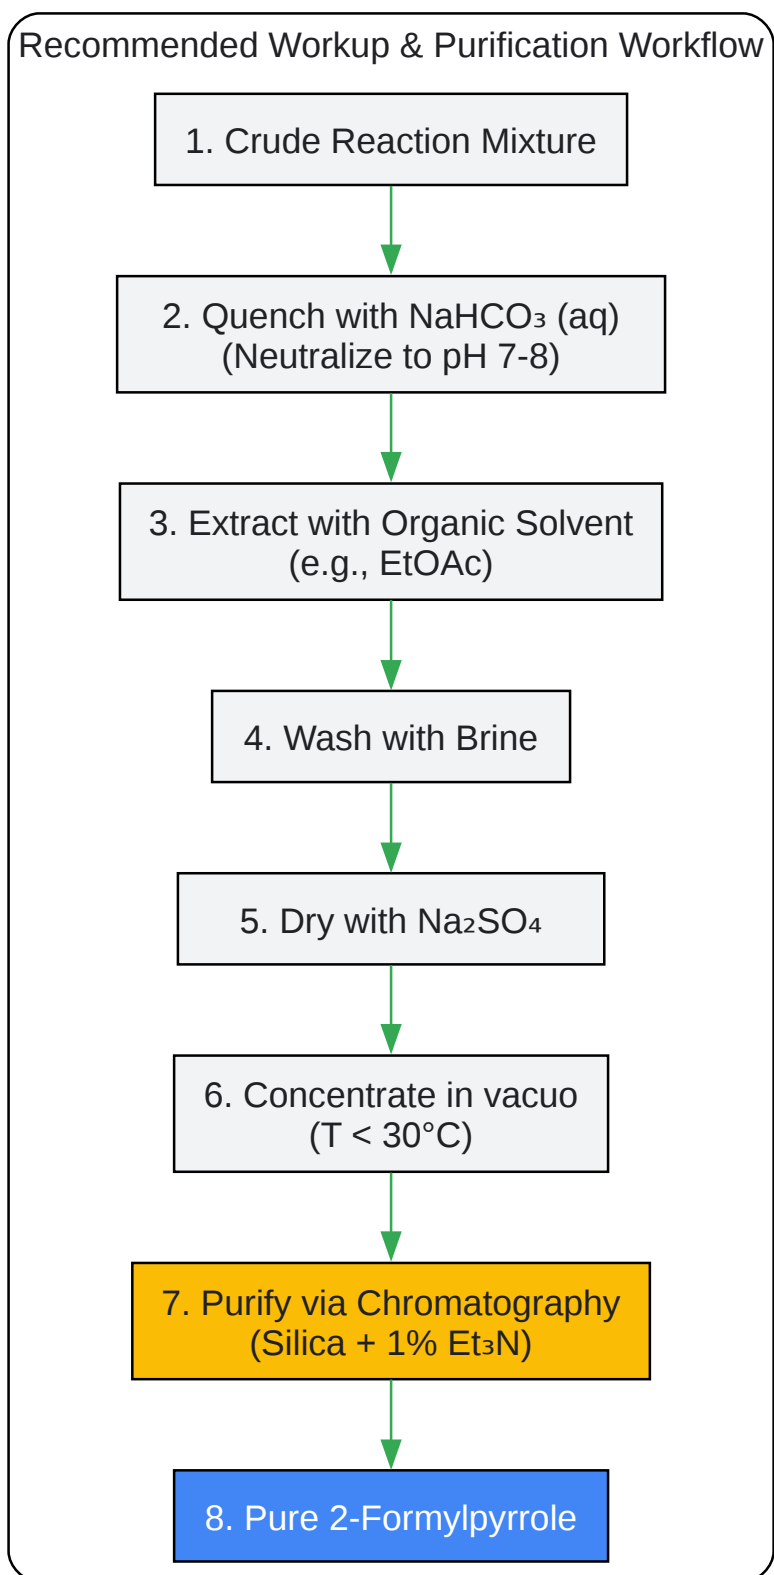 Recommended Workup & Purification Workflow
1. Crude Reaction Mixture
2. Quench with NaHCO₃ (aq)
(Neutralize to pH 7-8)
3. Extract with Organic Solvent
(e.g., EtOAc)
4. Wash with Brine
5. Dry with Na₂SO₄
6. Concentrate in vacuo
(T < 30°C)
7. Purify via Chromatography
(Silica + 1% Et₃N)
8. Pure 2-Formylpyrrole